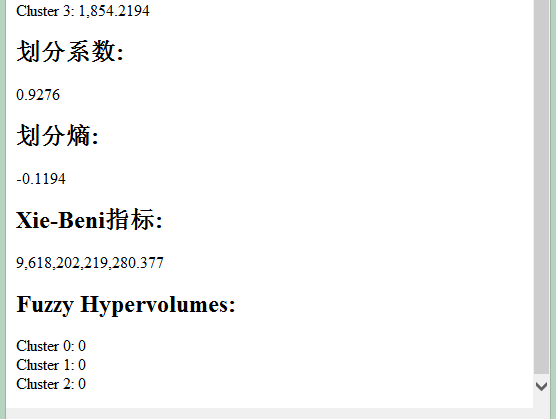 Cluster 3: 1,854.2194
划分系数:
0.9276
划分熵:
-0.1194
Xie-Beni指标:
9,618,202,219,280.377
Fuzzy Hypervolumes:
Cluster 0: 0
Cluster 1: 0
Cluster 2: 0